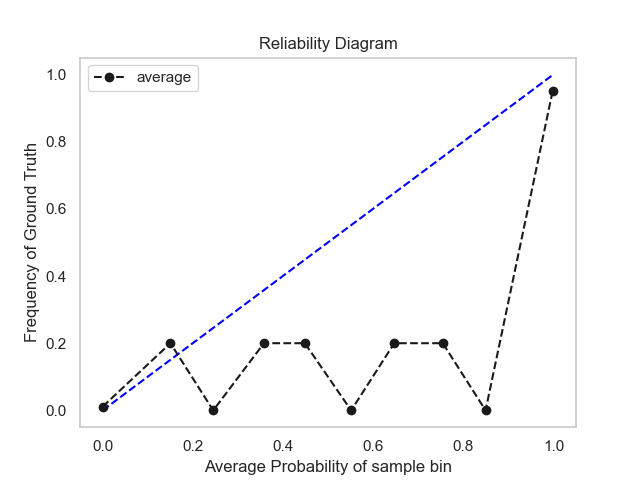 Reliability Diagram
average
Frequency of Ground Truth
1.0
0.8
0.6
0.4
0.2
0.0
0.0 0.2 0.4 0.6 0.8 1.0
Average Probability of sample bin